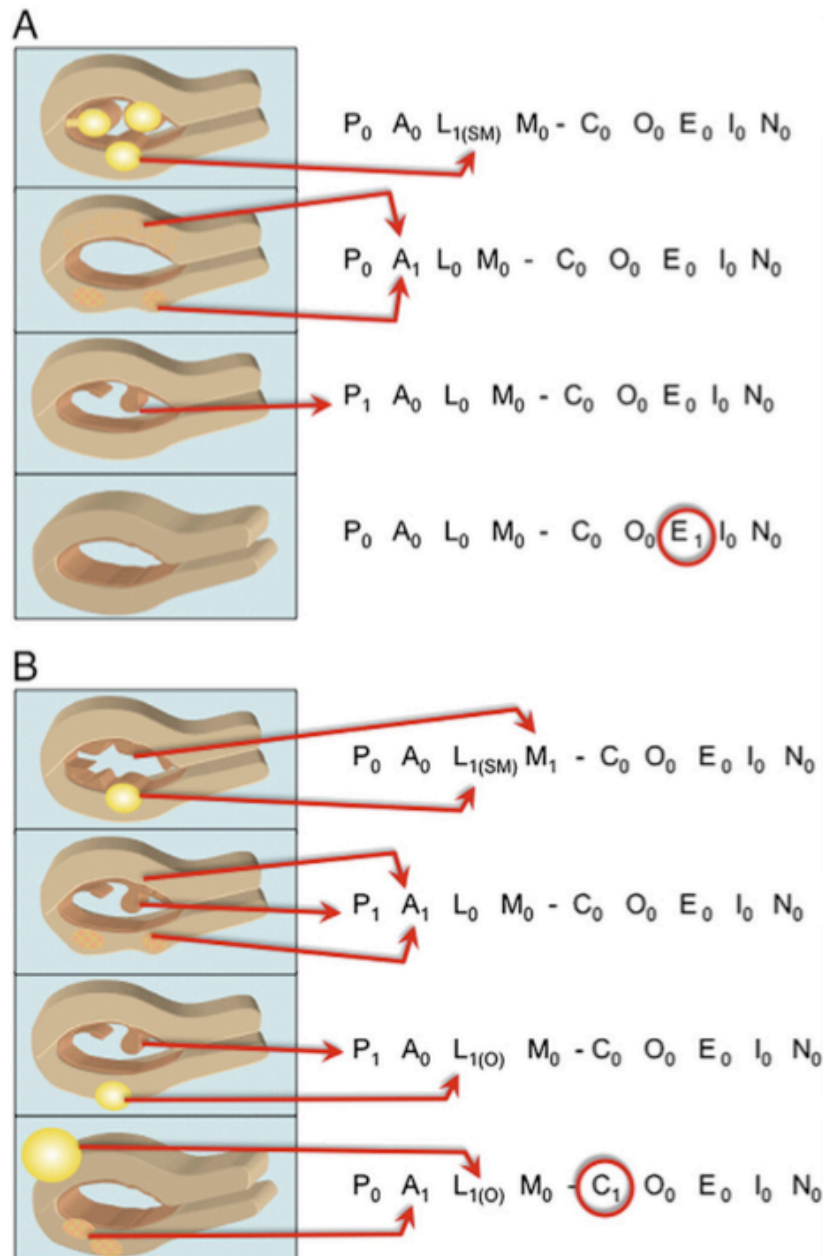 A
P₀ A₀ L₁₍SM₎ M₀ - C₀ O₀ E₀ I₀ N₀
P₀ A₁ L₀ M₀ - C₀ O₀ E₀ I₀ N₀
P₁ A₀ L₀ M₀ - C₀ O₀ E₀ I₀ N₀
P₀ A₀ L₀ M₀ - C₀ O₀ E₁ I₀ N₀
B
P₀ A₀ L₁₍SM₎ M₁ - C₀ O₀ E₀ I₀ N₀
P₁ A₁ L₀ M₀ - C₀ O₀ E₀ I₀ N₀
P₁ A₀ L₁₍O₎ M₀ - C₀ O₀ E₀ I₀ N₀
P₀ A₁ L₁₍O₎ M₀ - C₁ O₀ E₀ I₀ N₀